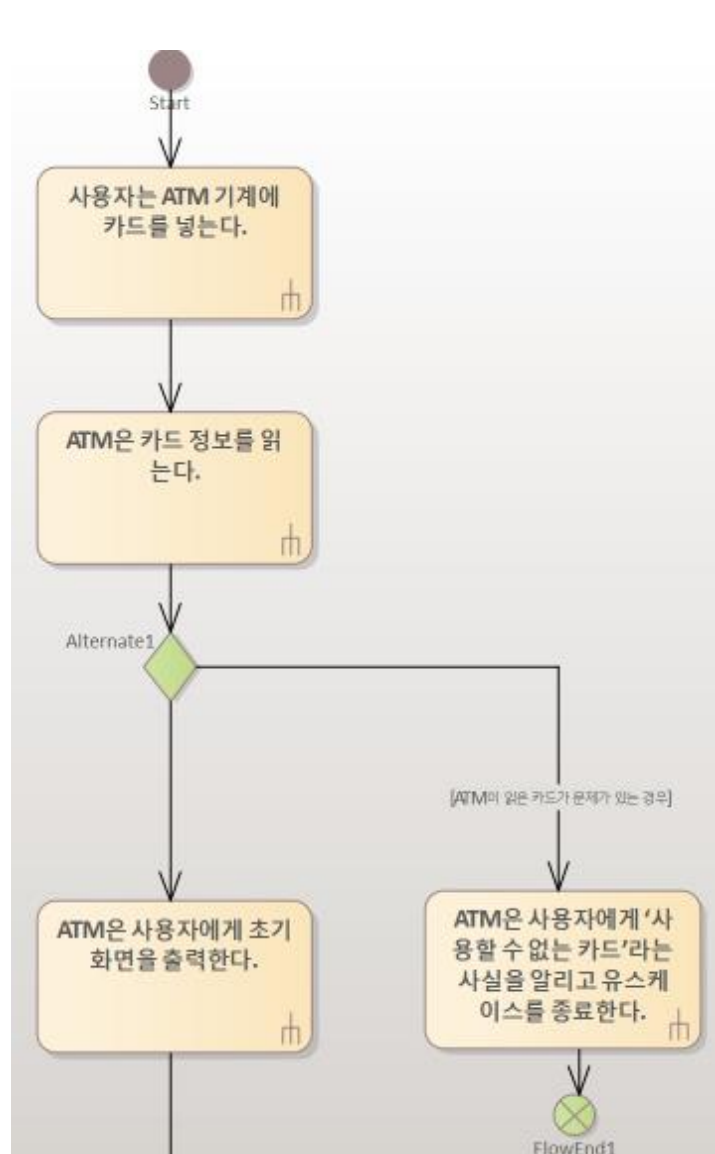 Start
사용자는 ATM 기계에
카드를 넣는다.
ATM은 카드 정보를 읽
는다.
Alternate1
[ATM이 읽은 카드가 문제가 있는 경우]
ATM은 사용자에게 초기
화면을 출력한다.
ATM은 사용자에게 ‘사
용할 수 없는 카드’라는
사실을 알리고 유스케
이스를 종료한다.
FlowEnd1